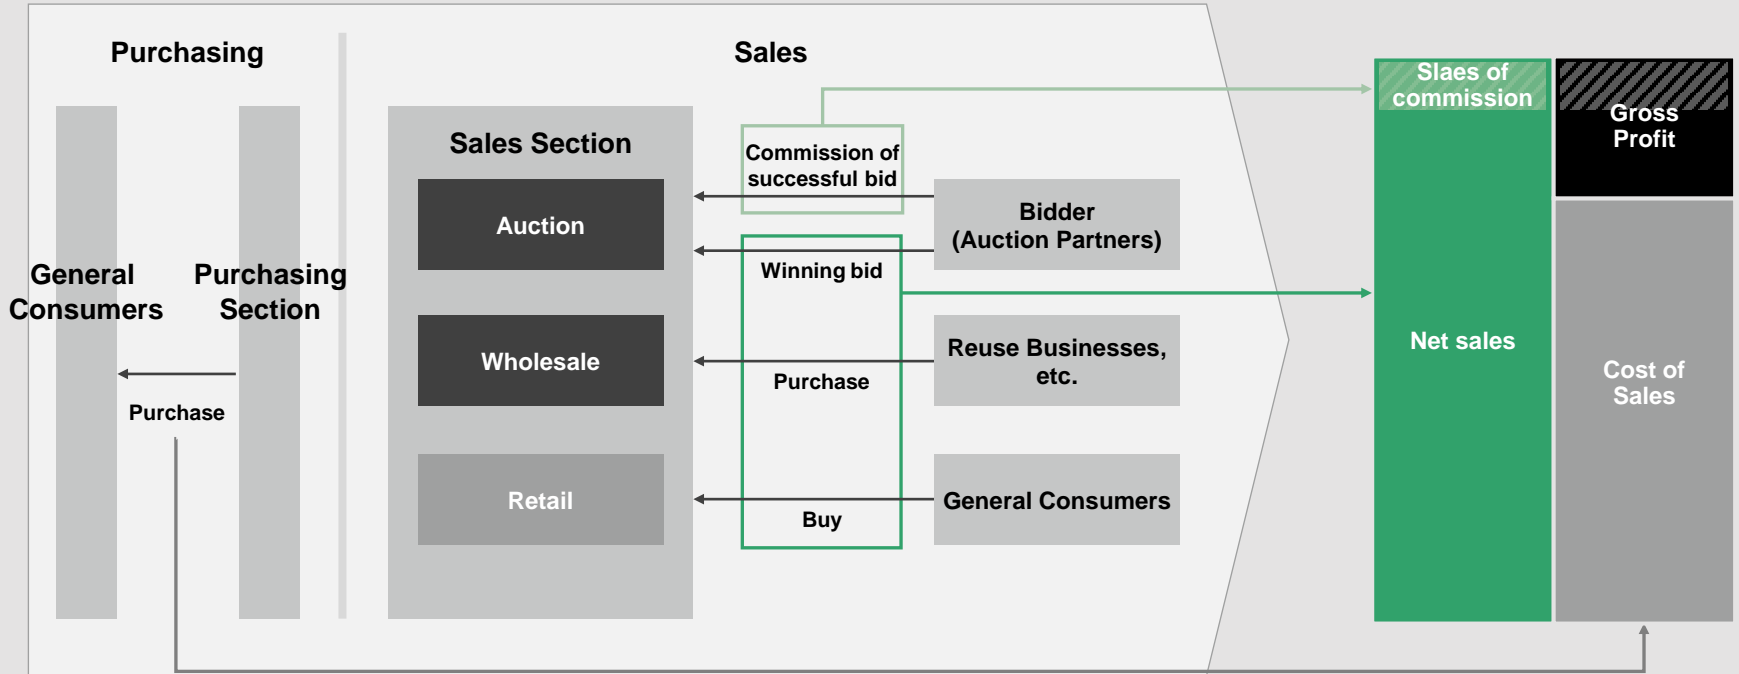 Purchasing
Sales
General
Consumers
Purchasing
Section
Purchase
Sales Section
Auction
Wholesale
Retail
Commission of
successful bid
Winning bid
Purchase
Buy
Bidder
(Auction Partners)
Reuse Businesses,
etc.
General Consumers
Slaes of
commission
Net sales
Gross
Profit
Cost of
Sales